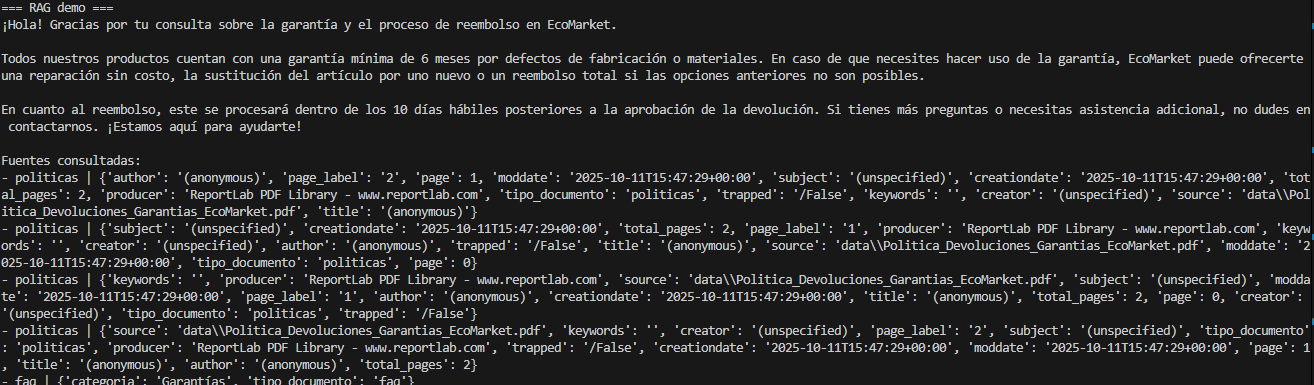 === RAG demo ===
¡Hola! Gracias por tu consulta sobre la garantía y el proceso de reembolso en EcoMarket.
Todos nuestros productos cuentan con una garantía mínima de 6 meses por defectos de fabricación o materiales. En caso de que necesites hacer uso de la garantía, EcoMarket puede ofrecerte
una reparación sin costo, la sustitución del artículo por uno nuevo o un reembolso total si las opciones anteriores no son posibles.
En cuanto al reembolso, este se procesará dentro de los 10 días hábiles posteriores a la aprobación de la devolución. Si tienes más preguntas o necesitas asistencia adicional, no dudes en
contactarnos. ¡Estamos aquí para ayudarte!
Fuentes consultadas:
- politicas | {'author': '(anonymous)', 'page_label': '2', 'page': 1, 'moddate': '2025-10-11T15:47:29+00:00', 'subject': '(unspecified)', 'creationdate': '2025-10-11T15:47:29+00:00', 'tot
al_pages': 2, 'producer': 'ReportLab PDF Library - www.reportlab.com', 'tipo_documento': 'politicas', 'trapped': '/False', 'keywords': '', 'creator': '(unspecified)', 'source': 'data\\Pol
itica_Devoluciones_Garantias_EcoMarket.pdf', 'title': '(anonymous)'}
- politicas | {'subject': '(unspecified)', 'creationdate': '2025-10-11T15:47:29+00:00', 'total_pages': 2, 'page_label': '1', 'producer': 'ReportLab PDF Library - www.reportlab.com', 'keyw
ords': '', 'creator': '(unspecified)', 'author': '(anonymous)', 'trapped': '/False', 'title': '(anonymous)', 'source': 'data\\Politica_Devoluciones_Garantias_EcoMarket.pdf', 'moddate': '2
025-10-11T15:47:29+00:00', 'tipo_documento': 'politicas', 'page': 0}
- politicas | {'keywords': '', 'producer': 'ReportLab PDF Library - www.reportlab.com', 'source': 'data\\Politica_Devoluciones_Garantias_EcoMarket.pdf', 'subject': '(unspecified)', 'modda
te': '2025-10-11T15:47:29+00:00', 'page_label': '1', 'author': '(anonymous)', 'creationdate': '2025-10-11T15:47:29+00:00', 'title': '(anonymous)', 'total_pages': 2, 'page': 0, 'creator':
'(unspecified)', 'tipo_documento': 'politicas', 'trapped': '/False'}
- politicas | {'source': 'data\\Politica_Devoluciones_Garantias_EcoMarket.pdf', 'keywords': '', 'creator': '(unspecified)', 'page_label': '2', 'subject': '(unspecified)', 'tipo_documento'
: 'politicas', 'producer': 'ReportLab PDF Library - www.reportlab.com', 'trapped': '/False', 'creationdate': '2025-10-11T15:47:29+00:00', 'moddate': '2025-10-11T15:47:29+00:00', 'page': 1
, 'title': '(anonymous)', 'author': '(anonymous)', 'total_pages': 2}
- faq | {'categoria': 'Garantías', 'tipo_documento': 'faq'}